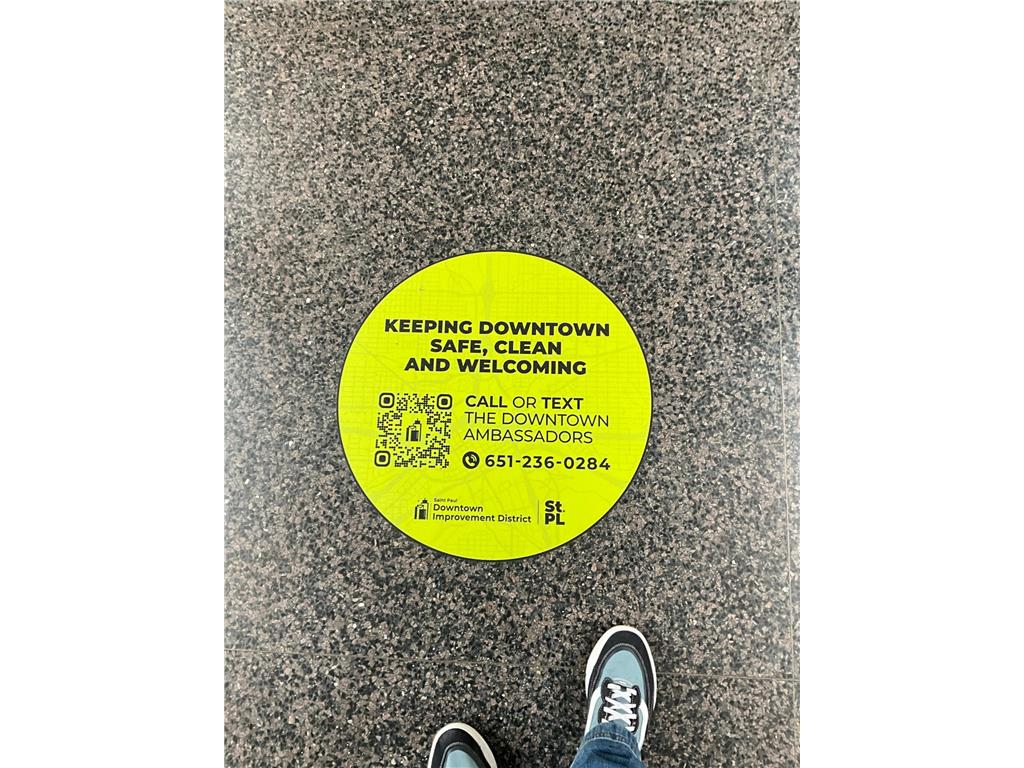 KEEPING DOWNTOWN
SAFE, CLEAN
AND WELCOMING
CALL OR TEXT
THE DOWNTOWN
AMBASSADORS
651-236-0284
Saint Paul
Downtown
Improvement District
St.
PL